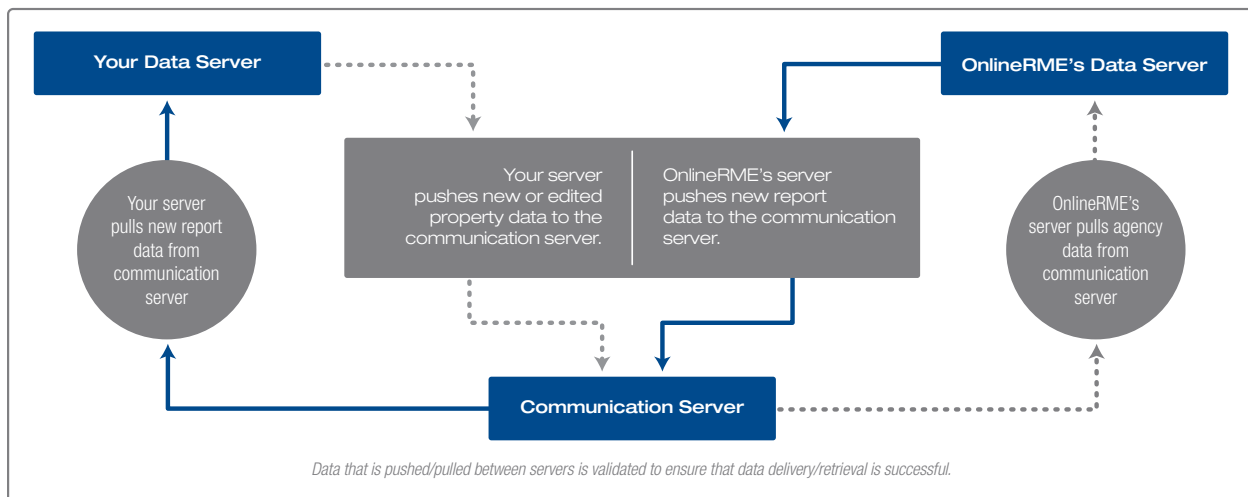 Your Data Server
OnlineRME's Data Server
Your server
pushes new or edited
property data to the
communication server.
OnlineRME's server
pushes new report
data to the communication
server.
Your server
pulls new report
data from
communication
server
OnlineRME's
server pulls agency
data from
communication
server
Communication Server
Data that is pushed/pulled between servers is validated to ensure that data delivery/retrieval is successful.